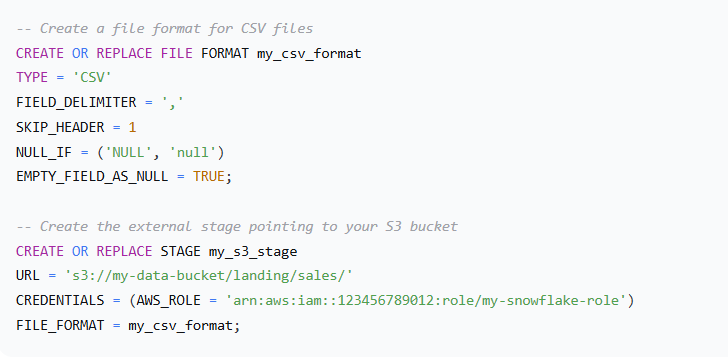 -- Create a file format for CSV files
CREATE OR REPLACE FILE FORMAT my_csv_format
TYPE = 'CSV'
FIELD_DELIMITER = ','
SKIP_HEADER = 1
NULL_IF = ('NULL', 'null')
EMPTY_FIELD_AS_NULL = TRUE;
-- Create the external stage pointing to your S3 bucket
CREATE OR REPLACE STAGE my_s3_stage
URL = 's3://my-data-bucket/landing/sales/'
CREDENTIALS = (AWS_ROLE = 'arn:aws:iam::123456789012:role/my-snowflake-role')
FILE_FORMAT = my_csv_format;